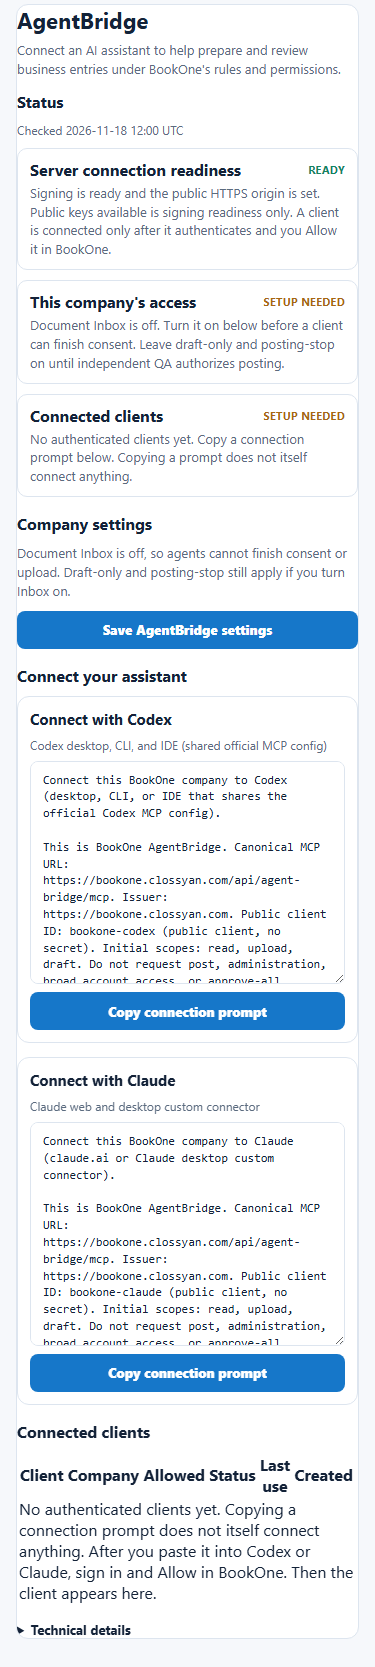 AgentBridge
Connect an AI assistant to help prepare and review
business entries under BookOne's rules and permissions.
Status
Checked 2026-11-18 12:00 UTC
Server connection readiness READY
Signing is ready and the public HTTPS origin is set.
Public keys available is signing readiness only. A client
is connected only after it authenticates and you Allow
it in BookOne.
This company's access SETUP NEEDED
Document Inbox is off. Turn it on below before a client
can finish consent. Leave draft-only and posting-stop
on until independent QA authorizes posting.
Connected clients SETUP NEEDED
No authenticated clients yet. Copy a connection
prompt below. Copying a prompt does not itself
connect anything.
Company settings
Document Inbox is off, so agents cannot finish consent or
upload. Draft-only and posting-stop still apply if you turn
Inbox on.
Save AgentBridge settings
Connect your assistant
Connect with Codex
Codex desktop, CLI, and IDE (shared official MCP config)
Connect this BookOne company to Codex
(desktop, CLI, or IDE that shares the
official Codex MCP config).
This is BookOne AgentBridge. Canonical MCP
URL:
https://bookone.clossyan.com/api/agent-
bridge/mcp. Issuer:
https://bookone.clossyan.com. Public client
ID: bookone-codex (public client, no
secret). Initial scopes: read, upload,
draft. Do not request post, administration,
broad account access, or approve-all
Copy connection prompt
Connect with Claude
Claude web and desktop custom connector
Connect this BookOne company to Claude
(claude.ai or Claude desktop custom
connector).
This is BookOne AgentBridge. Canonical MCP
URL:
https://bookone.clossyan.com/api/agent-
bridge/mcp. Issuer:
https://bookone.clossyan.com. Public client
ID: bookone-claude (public client, no
secret). Initial scopes: read, upload,
draft. Do not request post, administration,
broad account access, or approve-all
Copy connection prompt
Connected clients
Client Company Allowed Status Last use Created
No authenticated clients yet. Copying a
connection prompt does not itself connect
anything. After you paste it into Codex or
Claude, sign in and Allow in BookOne. Then the
client appears here.
Technical details